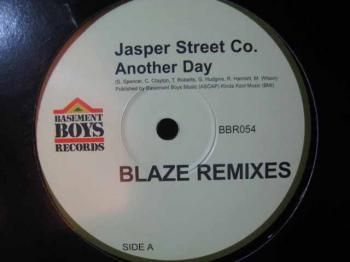 Jasper Street Co.
Another Day
(S. Spencer, C. Clayton, T. Roberts, G. Hudgins, R. Harnett, M. Wilson)
Published by Basement Boys Music (ASCAP) Kinda Kool Music (BMI)
BASEMENT
BOYS
RECORDS
BBR054
BLAZE REMIXES
SIDE A